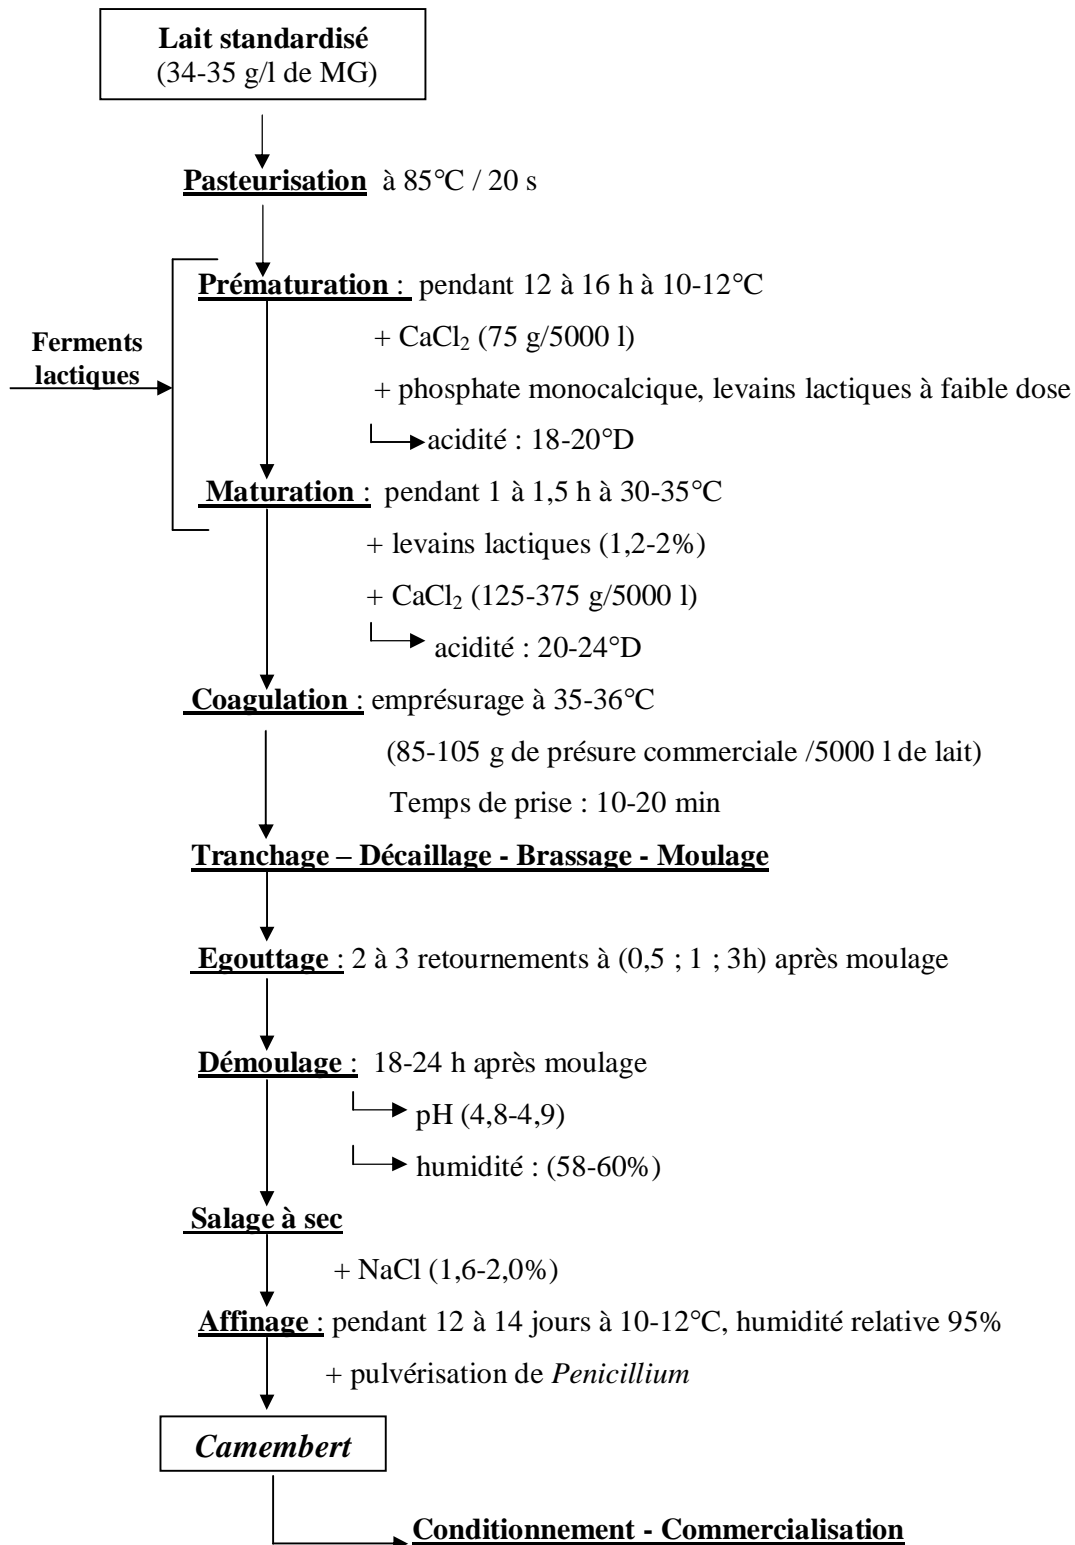 Lait standardisé
(34-35 g/l de MG)
Pasteurisation à 85°C / 20 s
Prématuration : pendant 12 à 16 h à 10-12°C
+ CaCl₂ (75 g/5000 l)
Ferments
lactiques
+ phosphate monocalcique, levains lactiques à faible dose
acidité : 18-20°D
Maturation : pendant 1 à 1,5 h à 30-35°C
+ levains lactiques (1,2-2%)
+ CaCl₂ (125-375 g/5000 l)
acidité : 20-24°D
Coagulation : emprésurage à 35-36°C
(85-105 g de présure commerciale /5000 l de lait)
Temps de prise : 10-20 min
Tranchage – Décaillage - Brassage - Moulage
Egouttage : 2 à 3 retournements à (0,5 ; 1 ; 3h) après moulage
Démoulage : 18-24 h après moulage
pH (4,8-4,9)
humidité : (58-60%)
Salage à sec
+ NaCl (1,6-2,0%)
Affinage : pendant 12 à 14 jours à 10-12°C, humidité relative 95%
+ pulvérisation de Penicillium
Camembert
Conditionnement - Commercialisation